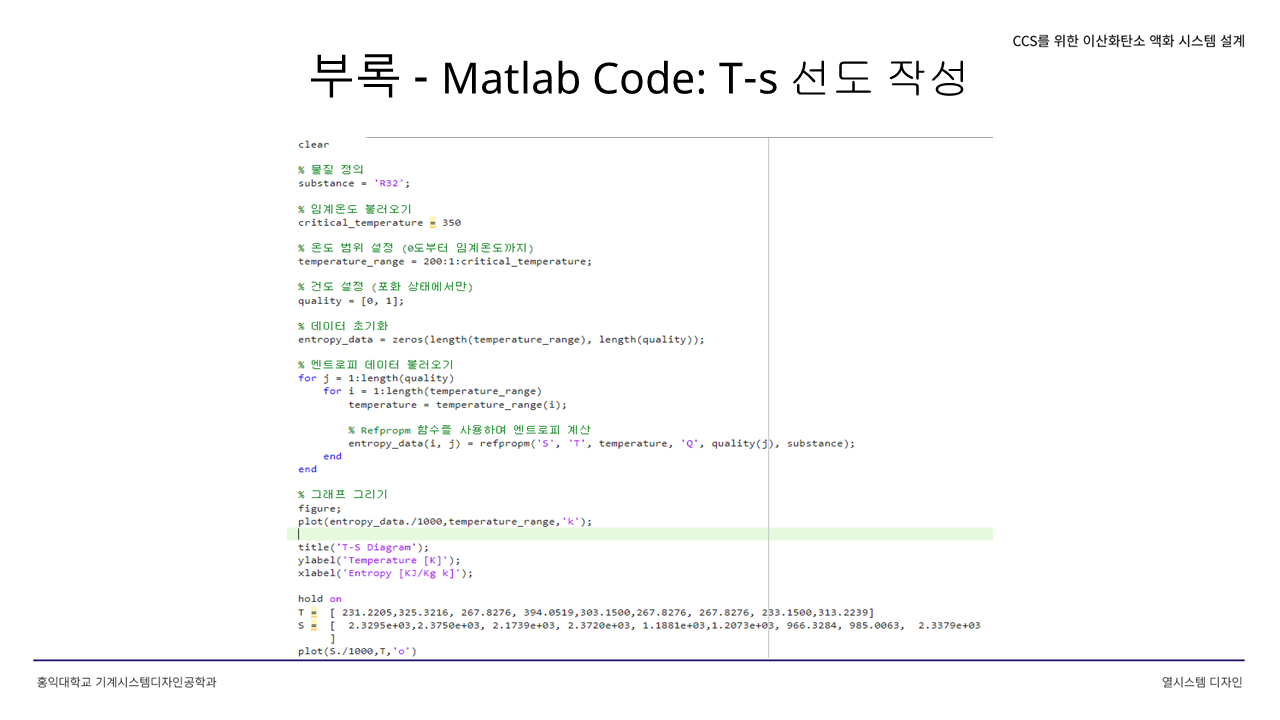 CCS를 위한 이산화탄소 액화 시스템 설계
부록 - Matlab Code: T-s 선도 작성
clear
% 물질 정의
substance = 'R32';
% 임계온도 불러오기
critical_temperature = 350
% 온도 범위 설정 (0도부터 임계온도까지)
temperature_range = 200:1:critical_temperature;
% 건도 설정 (포화 상태에서만)
quality = [0, 1];
% 데이터 초기화
entropy_data = zeros(length(temperature_range), length(quality));
% 엔트로피 데이터 불러오기
for j = 1:length(quality)
    for i = 1:length(temperature_range)
        temperature = temperature_range(i);
        % Refpropm 함수를 사용하여 엔트로피 계산
        entropy_data(i, j) = refpropm('S', 'T', temperature, 'Q', quality(j), substance);
    end
end
% 그래프 그리기
figure;
plot(entropy_data./1000,temperature_range,'k');
title('T-S Diagram');
ylabel('Temperature [K]');
xlabel('Entropy [KJ/Kg k]');
hold on
T = [ 231.2205,325.3216, 267.8276, 394.0519,303.1500,267.8276, 267.8276, 233.1500,313.2239]
S = [ 2.3295e+03,2.3750e+03, 2.1739e+03, 2.3720e+03, 1.1881e+03,1.2073e+03, 966.3284, 985.0063, 2.3379e+03
]
plot(S./1000,T,'o')
홍익대학교 기계시스템디자인공학과
열시스템 디자인